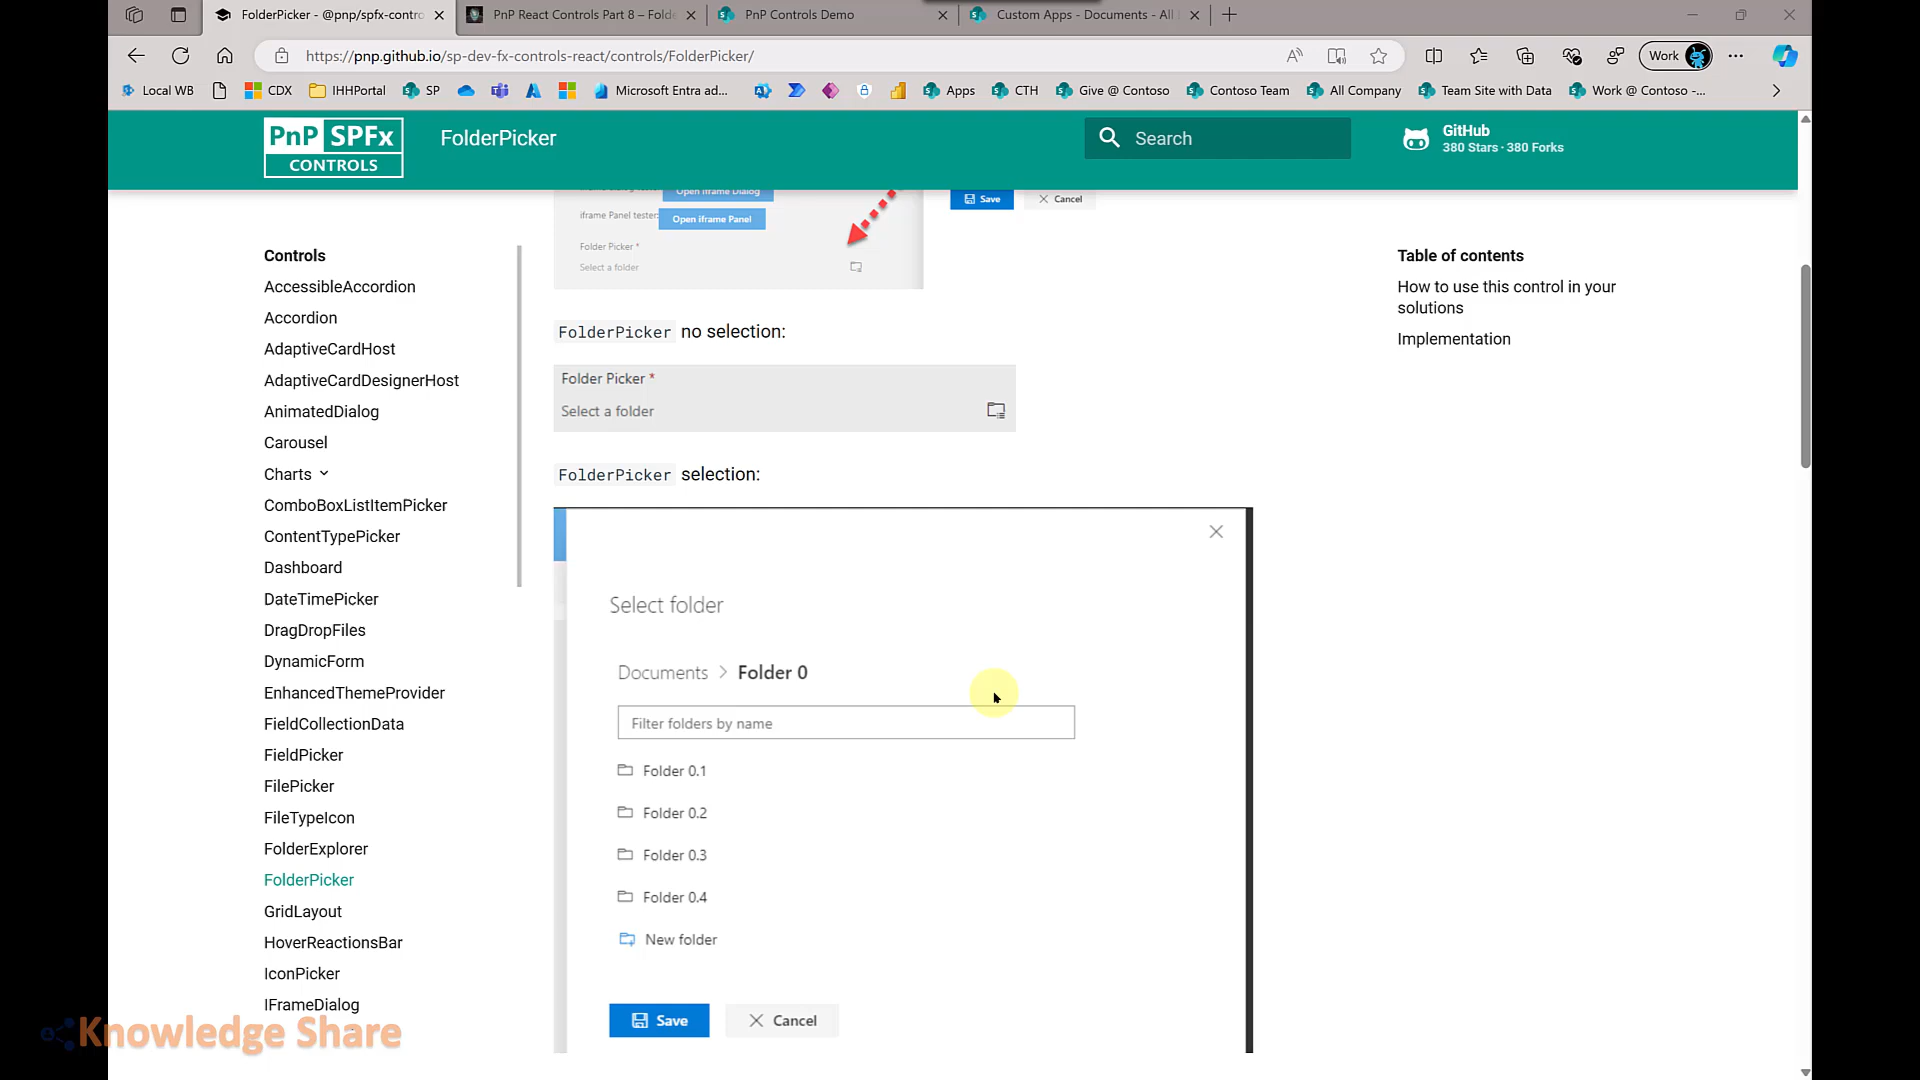 FolderPicker - @pnp/spfx-contro
PnP React Controls Part 8 – Folde
PnP Controls Demo
Custom Apps - Documents - All
https://pnp.github.io/sp-dev-fx-controls-react/controls/FolderPicker/
Work
Local WB
CDX
IHHPortal
SP
Microsoft Entra ad...
Apps
CTH
Give @ Contoso
Contoso Team
All Company
Team Site with Data
Work @ Contoso -...
PnP SPFx
CONTROLS
FolderPicker
Search
GitHub
380 Stars · 380 Forks
Controls
AccessibleAccordion
Accordion
AdaptiveCardHost
AdaptiveCardDesignerHost
AnimatedDialog
Carousel
Charts
ComboBoxListItemPicker
ContentTypePicker
Dashboard
DateTimePicker
DragDropFiles
DynamicForm
EnhancedThemeProvider
FieldCollectionData
FieldPicker
FilePicker
FileTypeIcon
FolderExplorer
FolderPicker
GridLayout
HoverReactionsBar
IconPicker
IFrameDialog
Open iframe Dialog
iframe Panel tester:
Open iframe Panel
Folder Picker *
Select a folder
Save
Cancel
FolderPicker no selection:
Folder Picker *
Select a folder
FolderPicker selection:
Select folder
Documents > Folder 0
Filter folders by name
Folder 0.1
Folder 0.2
Folder 0.3
Folder 0.4
New folder
Save
Cancel
Table of contents
How to use this control in your
solutions
Implementation
Knowledge Share